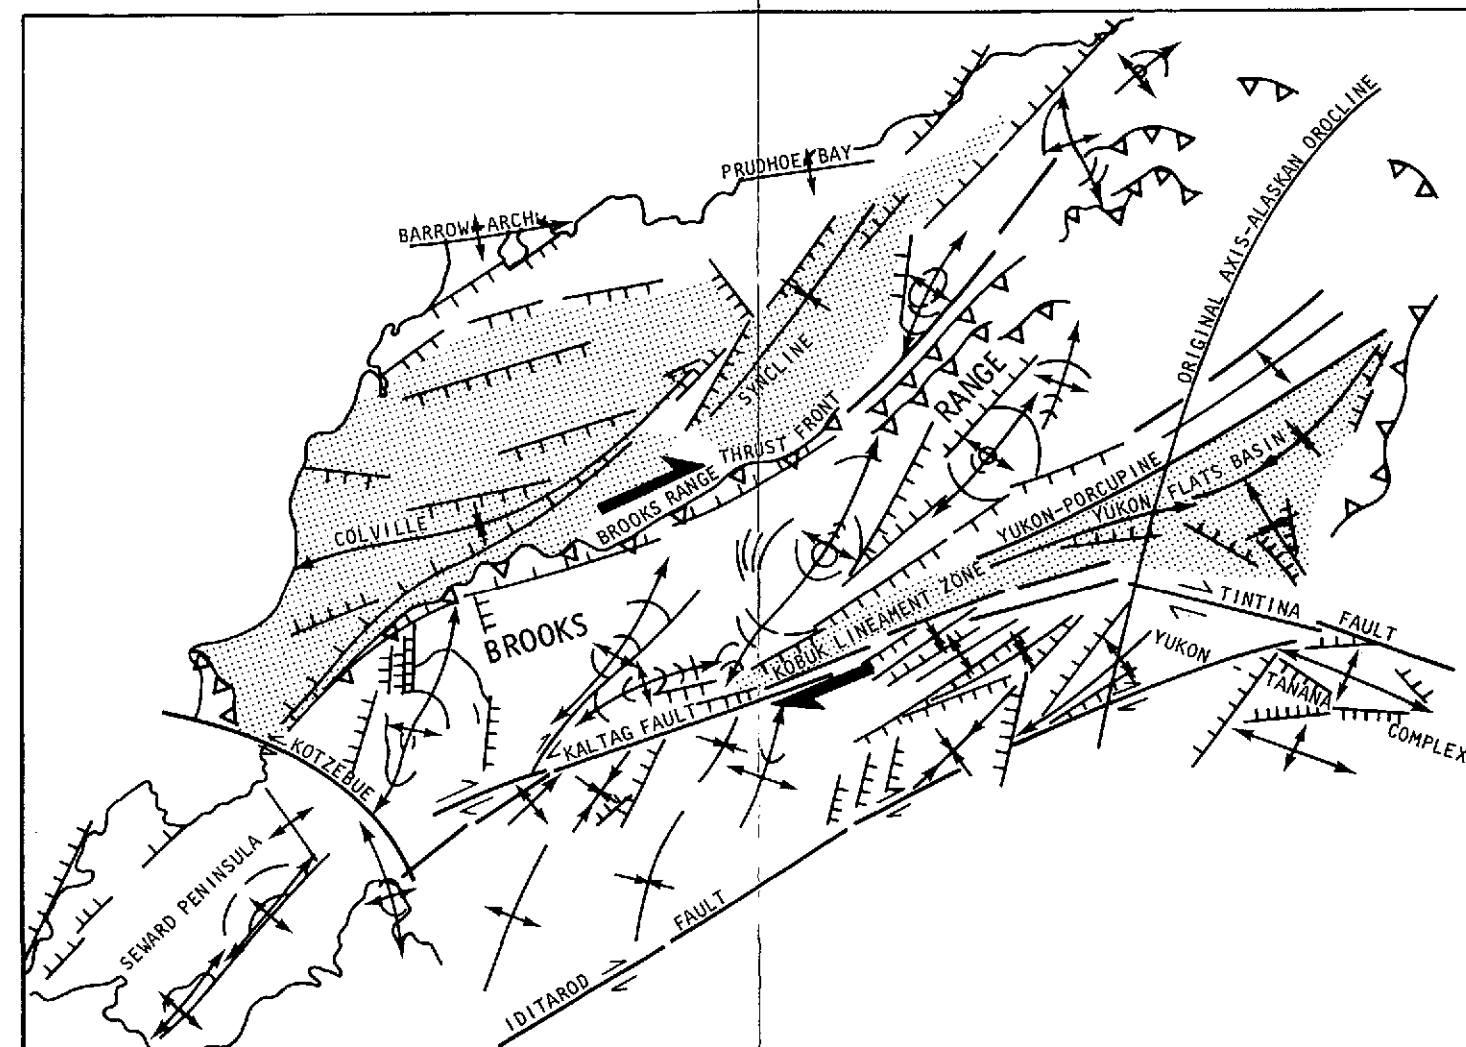 PRUDHOE BAY
BARROW ARCH
ORIGINAL AXIS-ALASKAN OROCLINE
SYNCLINE
COLVILLE
BROOKS RANGE THRUST FRONT
RANGE
BROOKS
YUKON-PORCUPINE
YUKON FLATS BASIN
KOBUK LINEAMENT ZONE
TINTINA FAULT
YUKON
TANANA
COMPLEX
KALTAG FAULT
KOTZEBUE
SEWARD PENINSULA
IDITAROD FAULT